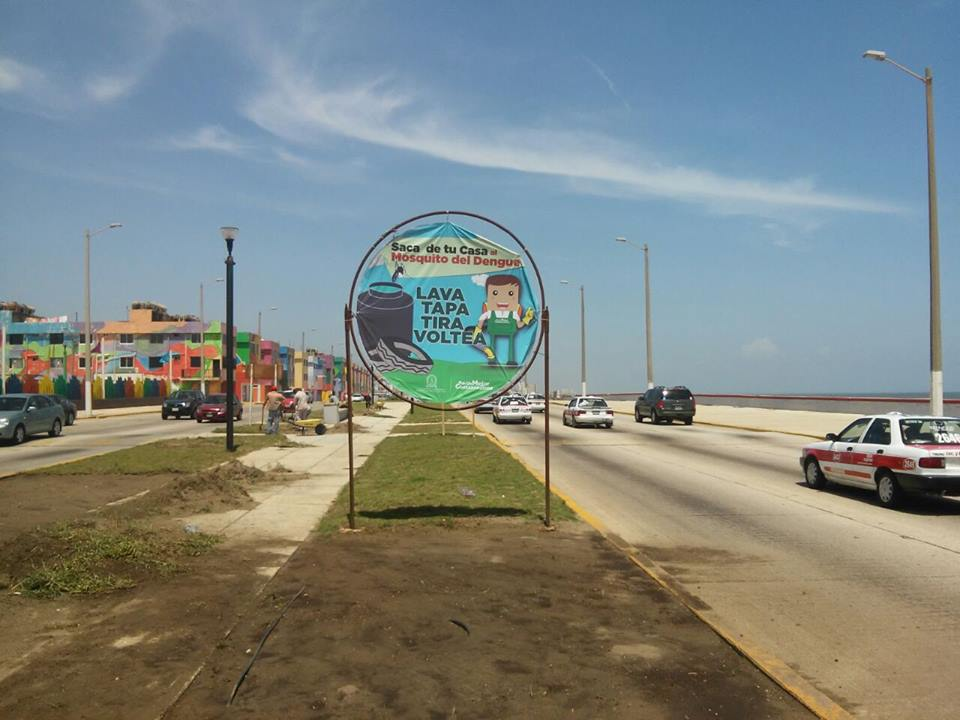 Saca de tu Casa al
Mosquito del Dengue
LAVA
TAPA
TIRA
VOLTEA